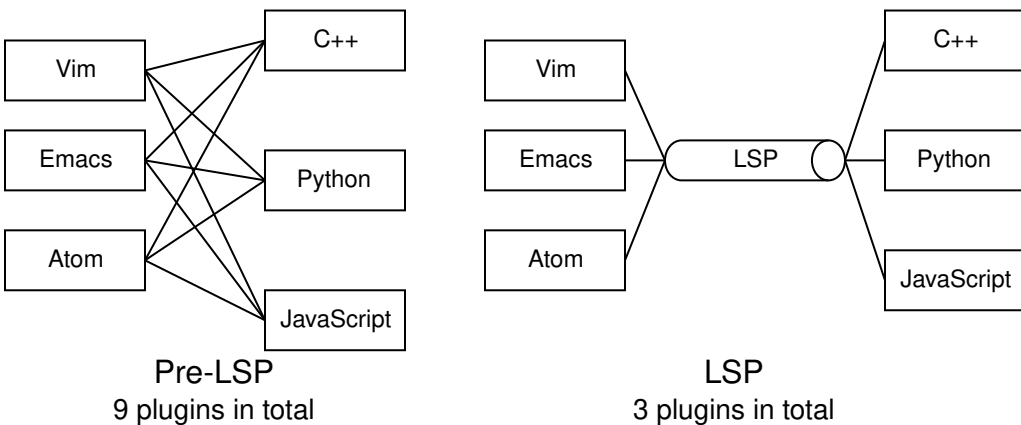 Vim
Emacs
Atom
C++
Python
JavaScript
Pre-LSP
9 plugins in total
Vim
Emacs
Atom
LSP
C++
Python
JavaScript
LSP
3 plugins in total